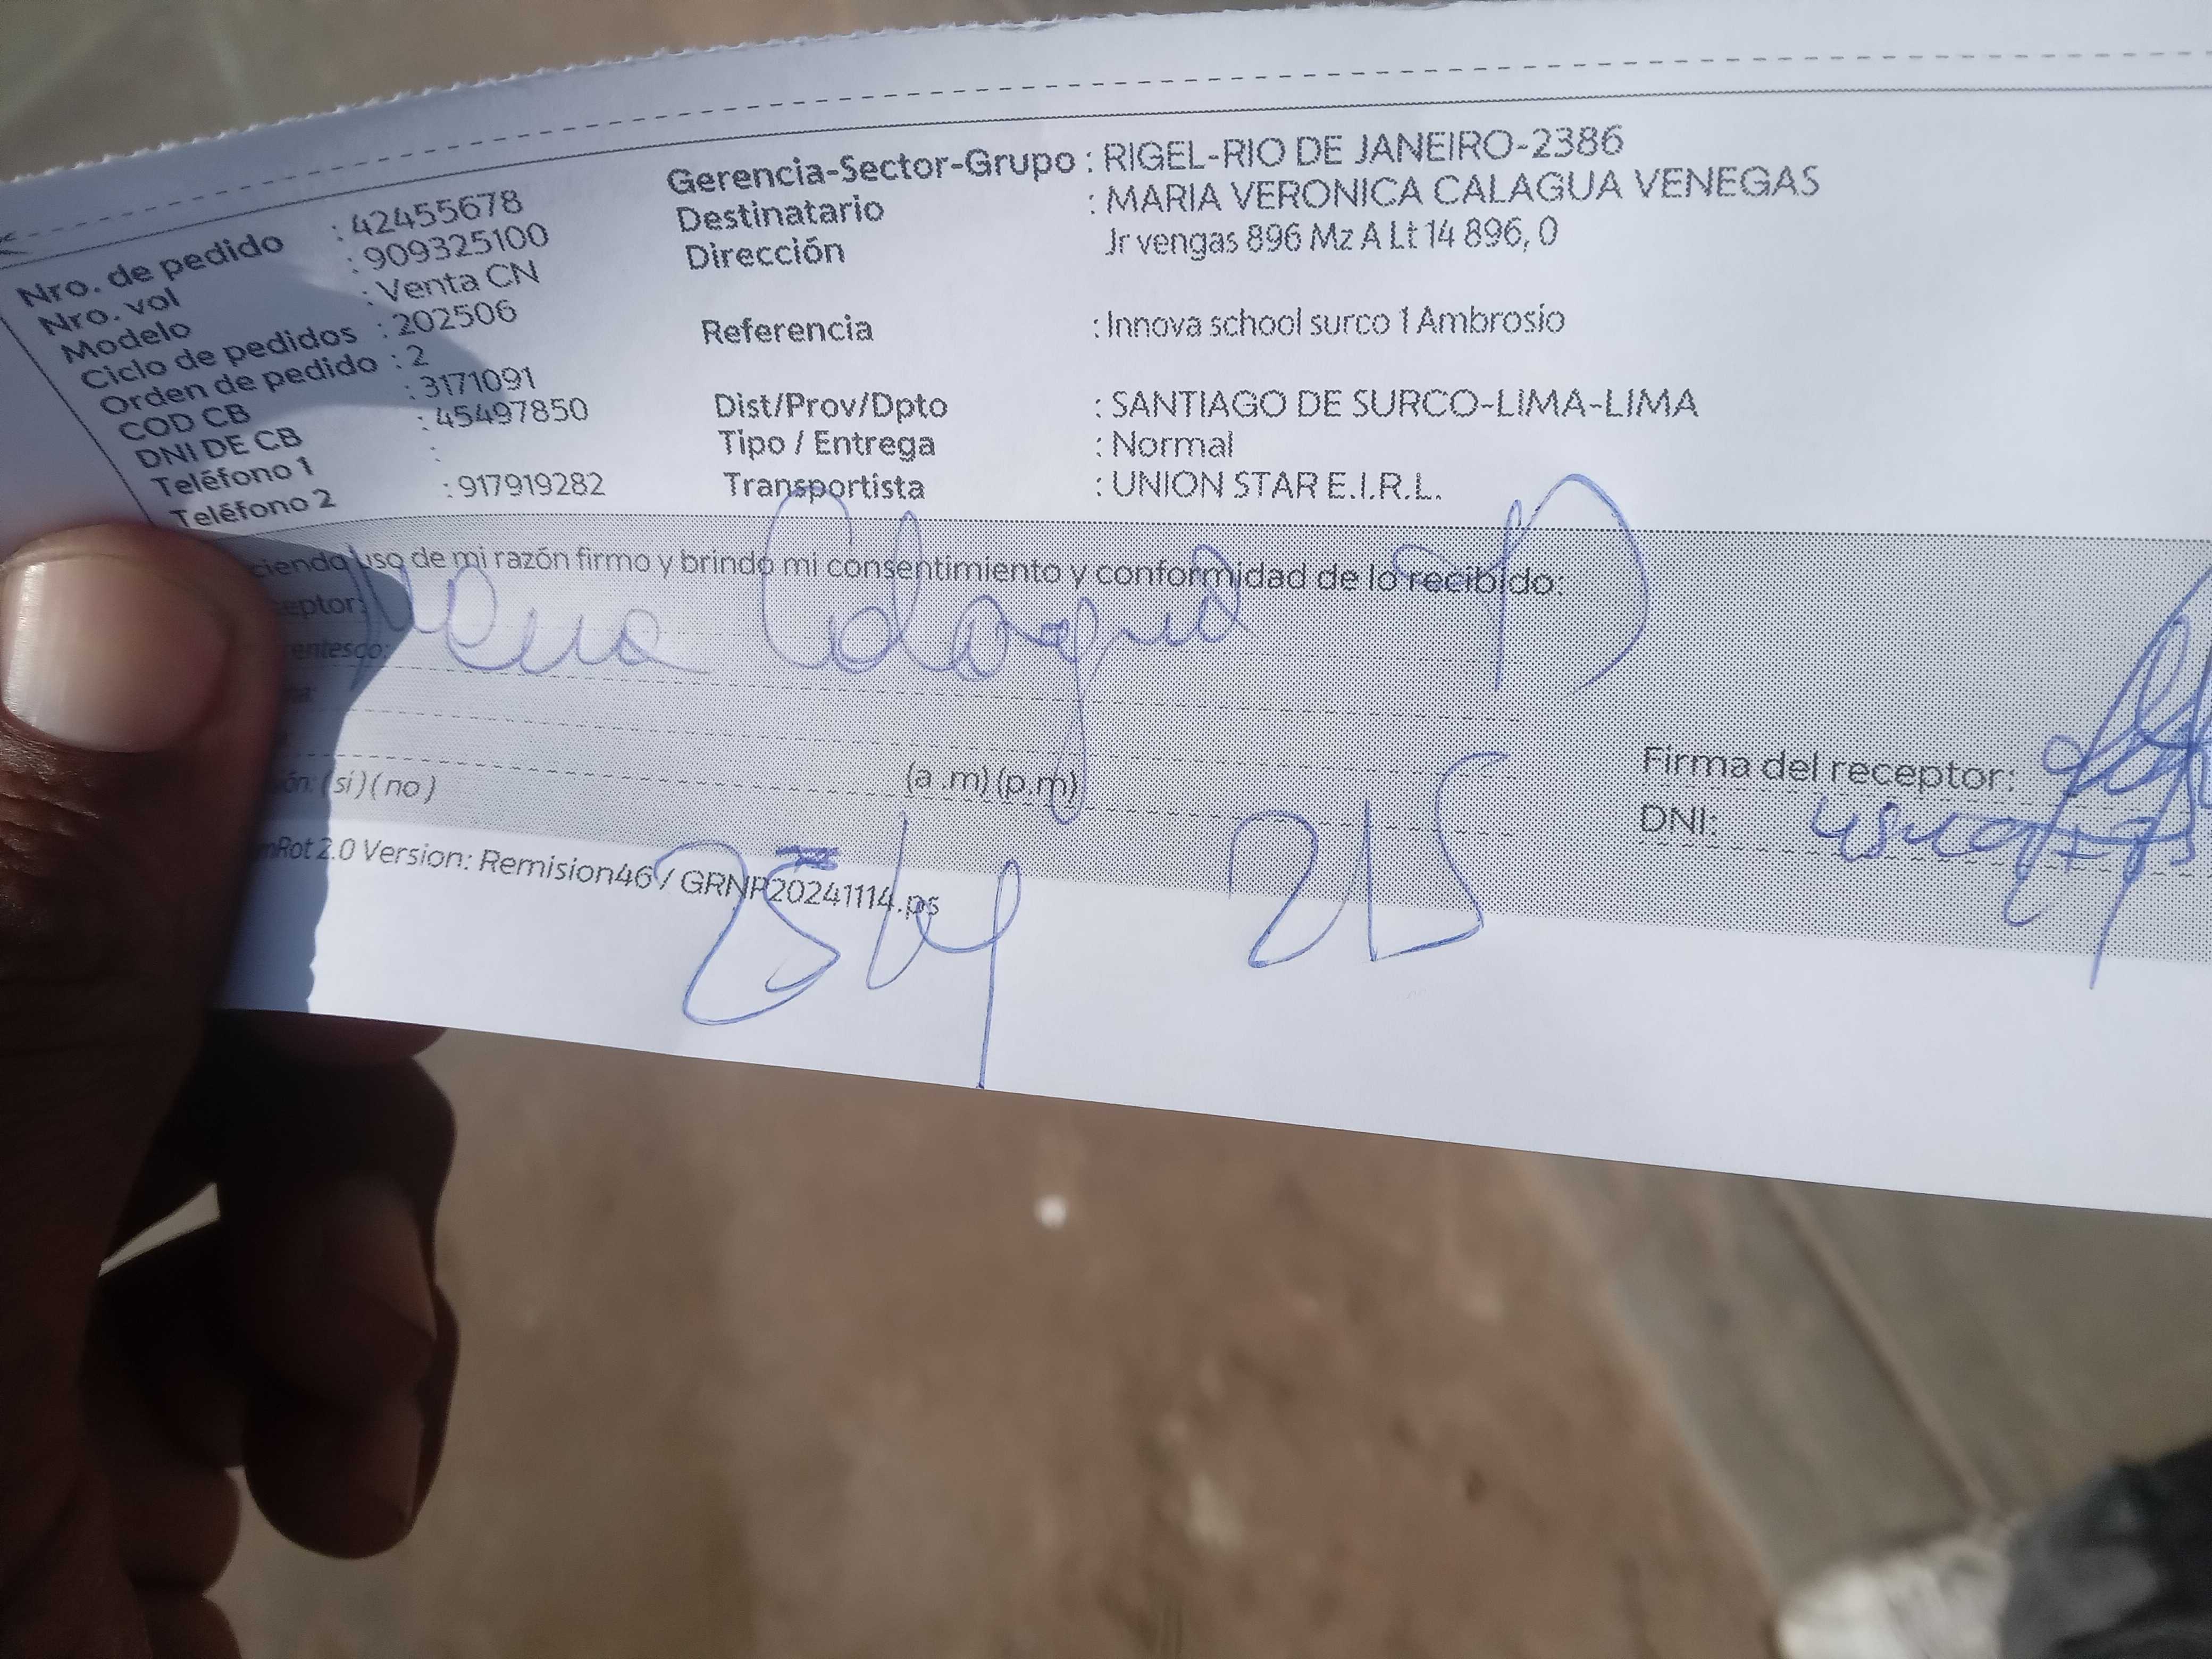 Nro. de pedido : 42455678
Nro. vol : 909325100
Modelo : Venta CN
Ciclo de pedidos : 202506
Orden de pedido : 2
COD CB : 3171091
DNI DE CB : 45497850
Teléfono 1 :
Teléfono 2 : 917919282
Gerencia-Sector-Grupo : RIGEL-RIO DE JANEIRO-2386
Destinatario : MARIA VERONICA CALAGUA VENEGAS
Dirección Jr vengas 896 Mz A Lt 14 896, 0
Referencia : Innova school surco 1 Ambrosio
Dist/Prov/Dpto : SANTIAGO DE SURCO-LIMA-LIMA
Tipo / Entrega : Normal
Transportista : UNION STAR E.I.R.L.
ciendo uso de mi razón firmo y brindo mi consentimiento y conformidad de lo recibido:
eptor: Calagua
entesco:
(si) (no) (a .m) (p.m)
Firma del receptor:
DNI:
mRot 2.0 Version: Remision46 / GRNP20241114.ps